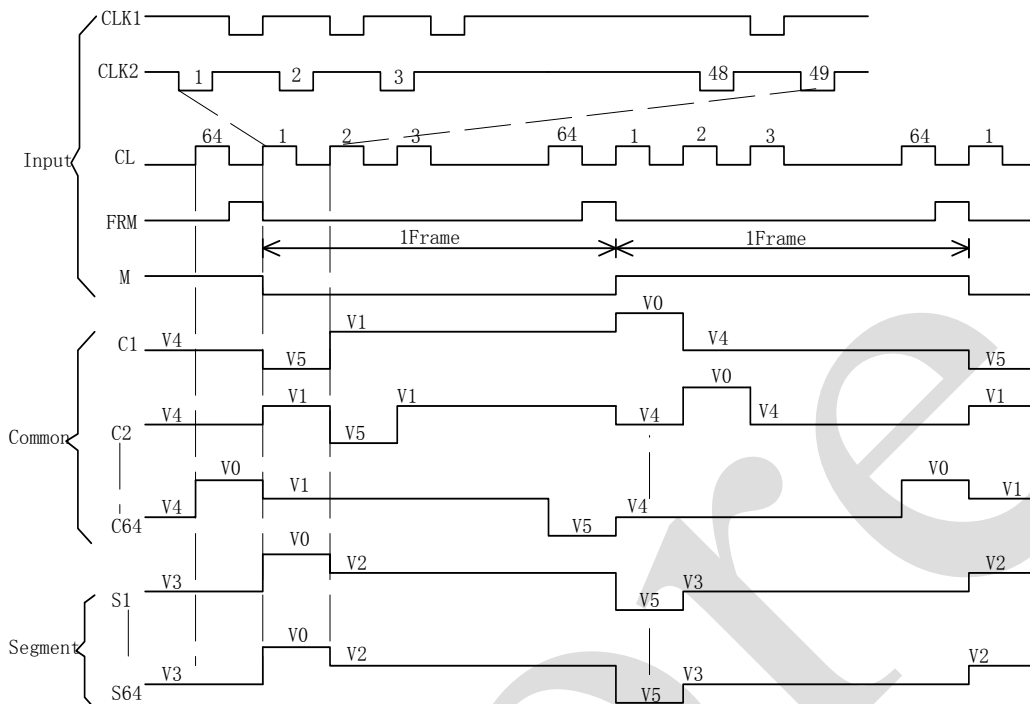 CLK1
CLK2 1 2 3 48 49
64 1 2 3 64 1 2 3 64 1
Input CL
FRM
1Frame 1Frame
M
V0
C1 V4 V5 V1 V4 V5
V0
C2 V4 V1 V5 V1 V4 V4 V1
Common
V0 V0
C64 V4 V1 V5 V4 V1
V0
S1 V3 V2 V5 V3 V2
Segment
V0
S64 V3 V2 V5 V3 V2
re